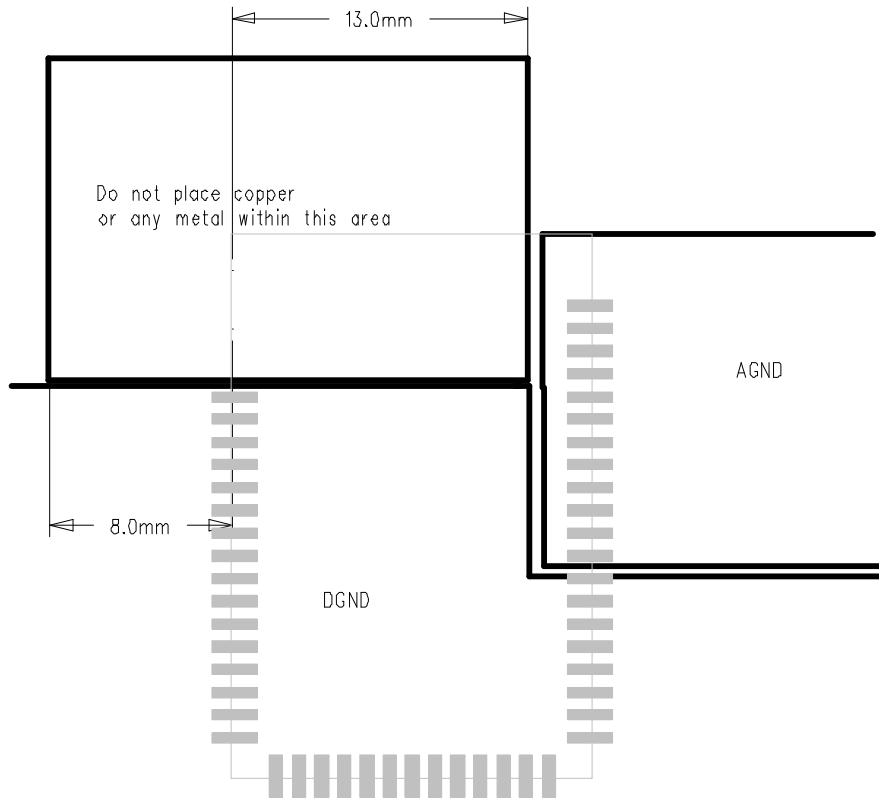 13.0mm
Do not place copper
or any metal within this area
AGND
8.0mm
DGND